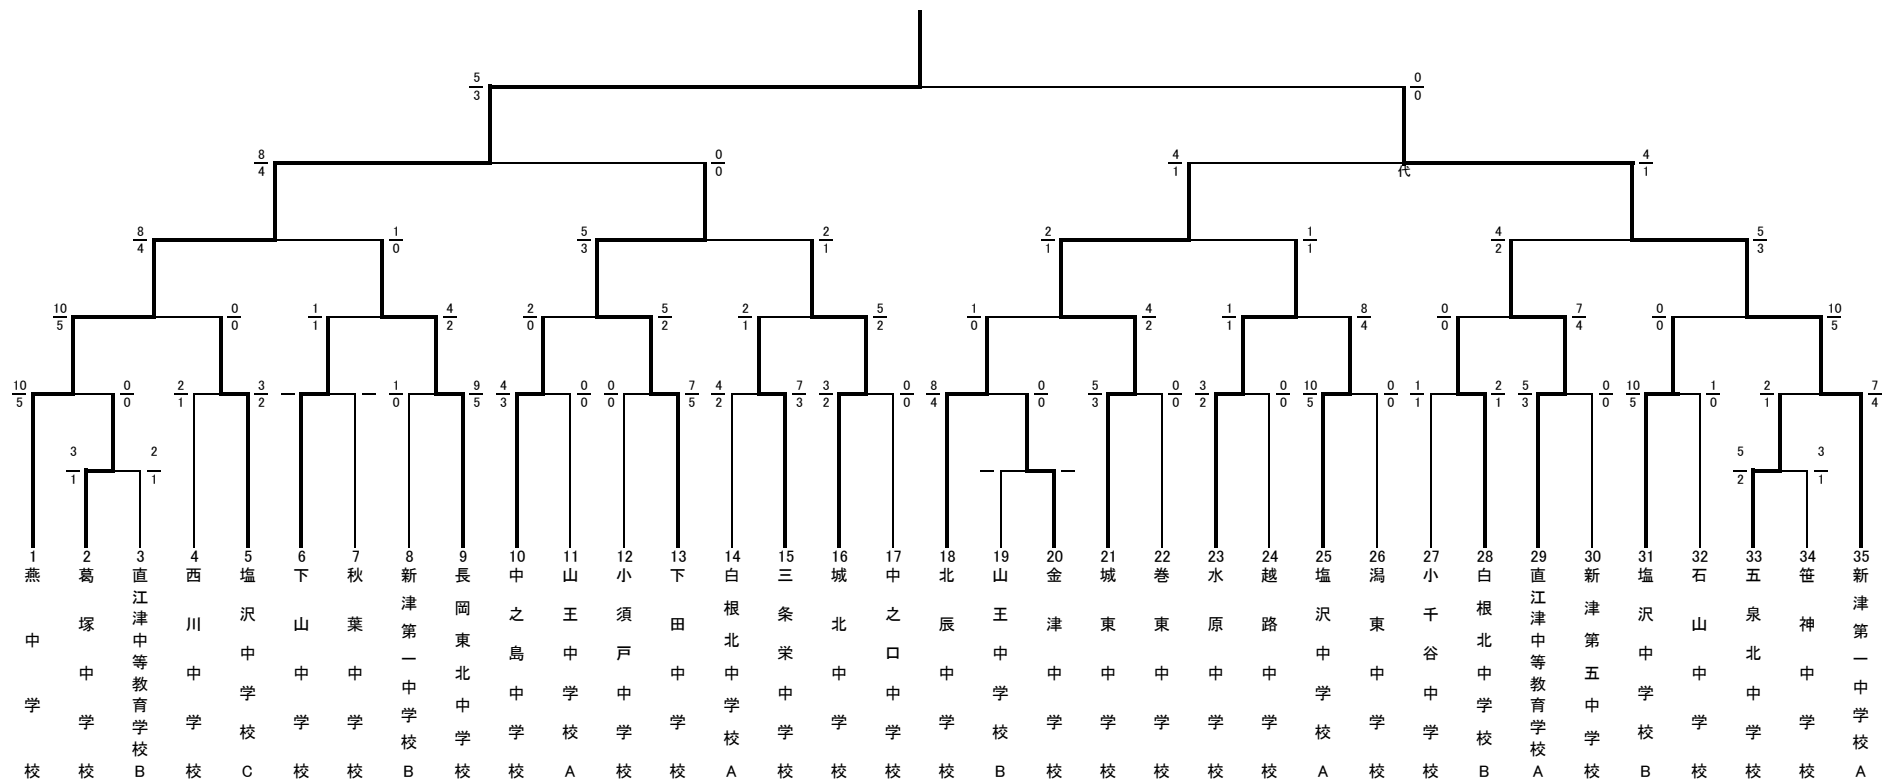 5 0
3 0
8 0 4 4
4 0 1 1
代
8 1 5 2 2 1 4 5
4 0 3 1 1 1 2 3
10 0 1 4 2 5 2 5 1 4 1 8 0 7 0 10
5 0 1 2 0 2 1 2 0 2 1 4 0 4 0 5
10 0 2 3 — — 1 9 4 0 0 7 4 7 3 0 8 0 5 0 3 0 10 0 1 2 5 0 10 1 2 7
5 0 1 2 0 5 3 0 0 5 2 3 2 0 4 0 3 0 2 0 5 0 1 1 3 0 5 0 1 4
3 2 — — 5 3
1 1 2 1
1 燕中学校
2 葛塚中学校
3 直江津中等教育学校B
4 西川中学校
5 塩沢中学校C
6 下山中学校
7 秋葉中学校
8 新津第一中学校B
9 長岡東北中学校
10 中之島中学校
11 山王中学校A
12 小須戸中学校
13 下田中学校
14 白根北中学校A
15 三条栄中学校
16 城北中学校
17 中之口中学校
18 北辰中学校
19 山王中学校B
20 金津中学校
21 城東中学校
22 巻東中学校
23 水原中学校
24 越路中学校
25 塩沢中学校A
26 潟東中学校
27 小千谷中学校
28 白根北中学校B
29 直江津中等教育学校A
30 新津第五中学校
31 塩沢中学校B
32 石山中学校
33 五泉北中学校
34 笹神中学校
35 新津第一中学校A